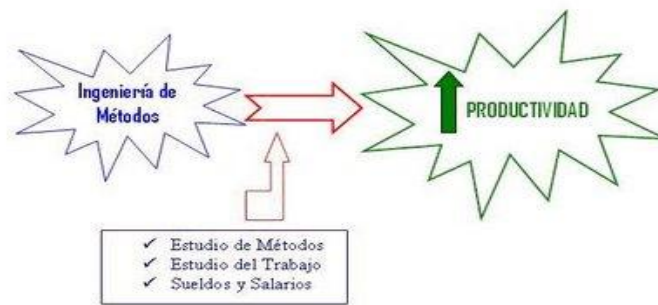 Ingeniería de
Métodos
PRODUCTIVIDAD
✓ Estudio de Métodos
✓ Estudio del Trabajo
✓ Sueldos y Salarios